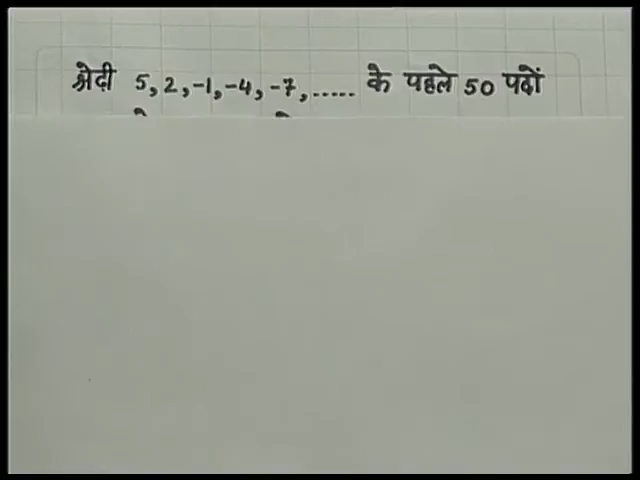 श्रेढी 5, 2, -1, -4, -7, ..... के पहले 50 पदों